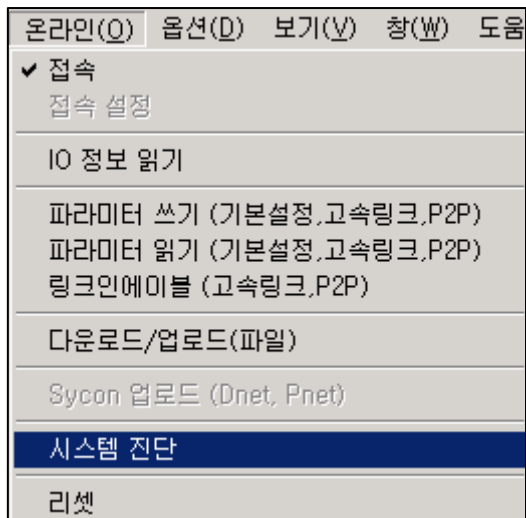 온라인(O) 옵션(D) 보기(V) 창(W) 도움
접속
접속 설정
IO 정보 읽기
파라미터 쓰기 (기본설정,고속링크,P2P)
파라미터 읽기 (기본설정,고속링크,P2P)
링크인에이블 (고속링크,P2P)
다운로드/업로드(파일)
Sycon 업로드 (Dnet, Pnet)
시스템 진단
리셋